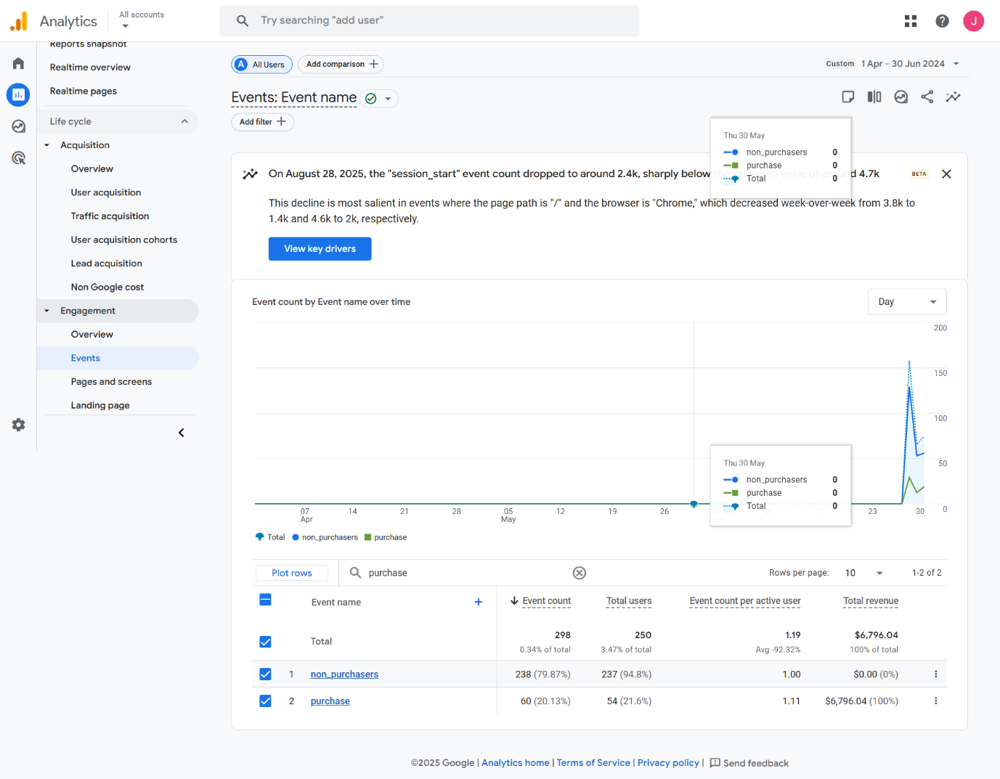 Analytics
All accounts
Try searching "add user"
J
Reports snapshot
Realtime overview
Realtime pages
Life cycle
Acquisition
Overview
User acquisition
Traffic acquisition
User acquisition cohorts
Lead acquisition
Non Google cost
Engagement
Overview
Events
Pages and screens
Landing page
A All Users
Add comparison
Custom 1 Apr - 30 Jun 2024
Events: Event name
Add filter
Thu 30 May
non_purchasers 0
purchase 0
Total 0
On August 28, 2025, the "session_start" event count dropped to around 2.4k, sharply below the value of around 4.7k
BETA
This decline is most salient in events where the page path is "/" and the browser is "Chrome," which decreased week-over-week from 3.8k to
1.4k and 4.6k to 2k, respectively.
View key drivers
Event count by Event name over time
Day
200
150
100
50
0
Thu 30 May
non_purchasers 0
purchase 0
Total 0
07 14 21 28 05 12 19 26 23 30
Apr May
Total non_purchasers purchase
Plot rows
purchase
Rows per page: 10 1-2 of 2
Event name Event count Total users Event count per active user Total revenue
Total 298 250 1.19 $6,796.04
0.34% of total 3.47% of total Avg -92.32% 100% of total
1 non_purchasers 238 (79.87%) 237 (94.8%) 1.00 $0.00 (0%)
2 purchase 60 (20.13%) 54 (21.6%) 1.11 $6,796.04 (100%)
©2025 Google | Analytics home | Terms of Service | Privacy policy | Send feedback